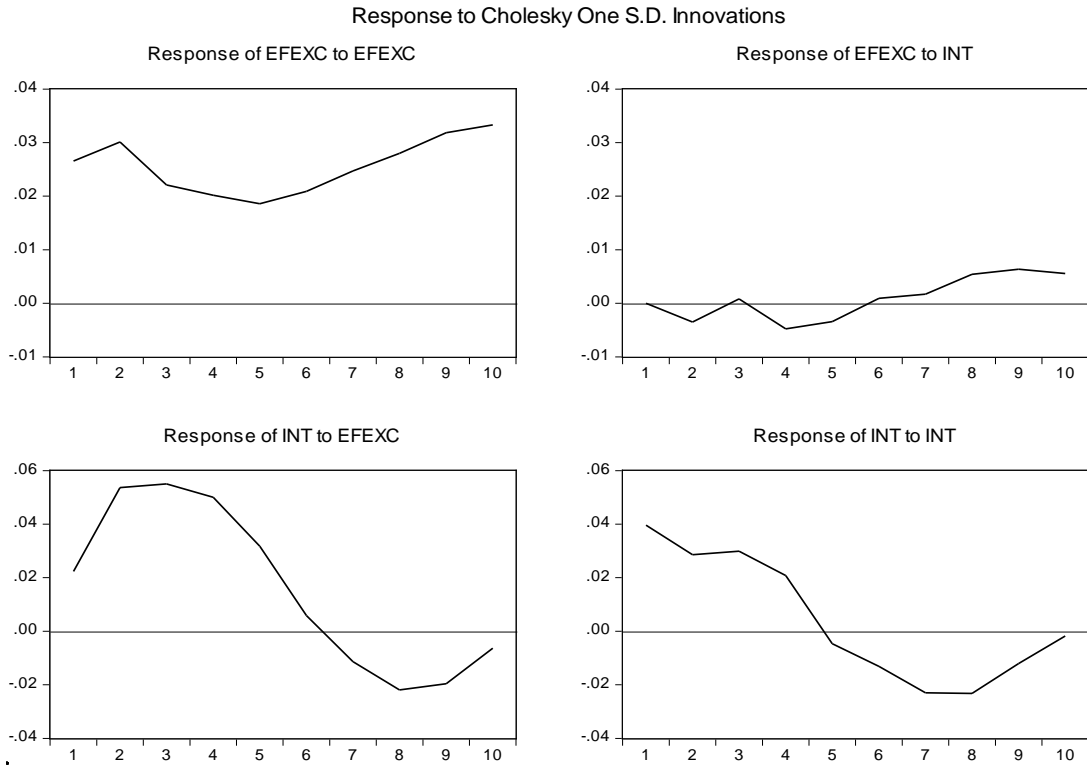 Response to Cholesky One S.D. Innovations
Response of EFEXC to EFEXC
.04
.03
.02
.01
.00
-.01
1 2 3 4 5 6 7 8 9 10
Response of EFEXC to INT
.04
.03
.02
.01
.00
-.01
1 2 3 4 5 6 7 8 9 10
Response of INT to EFEXC
.06
.04
.02
.00
-.02
-.04
1 2 3 4 5 6 7 8 9 10
Response of INT to INT
.06
.04
.02
.00
-.02
-.04
1 2 3 4 5 6 7 8 9 10